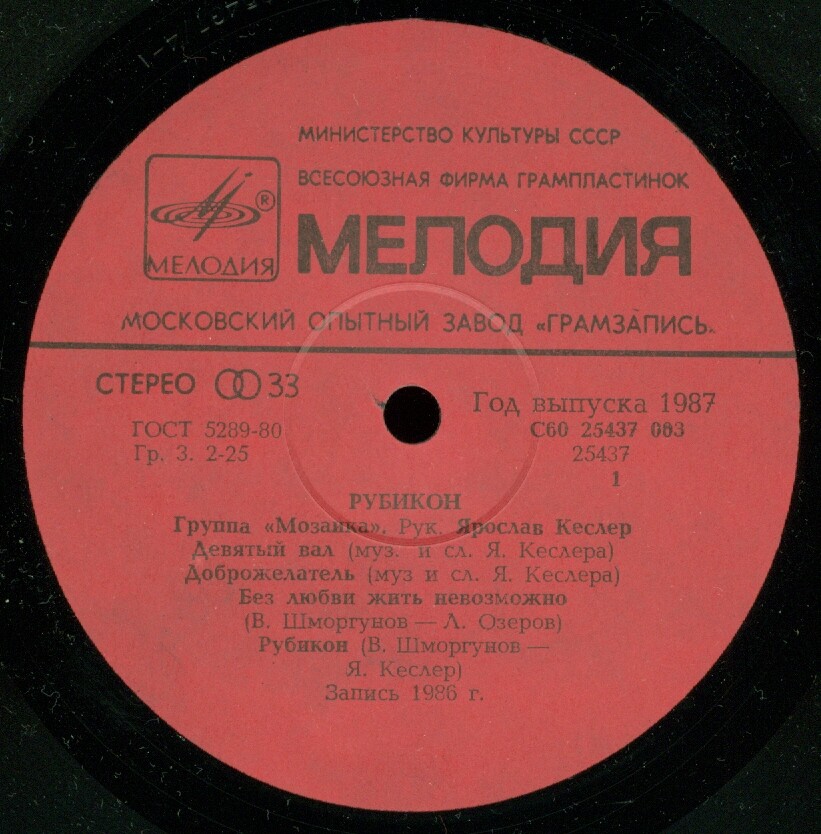 МИНИСТЕРСТВО КУЛЬТУРЫ СССР
ВСЕСОЮЗНАЯ ФИРМА ГРАМПЛАСТИНОК
®
МЕЛОДИЯ
МЕЛОДИЯ
МОСКОВСКИЙ ОПЫТНЫЙ ЗАВОД «ГРАМЗАПИСЬ»
СТЕРЕО 33
Год выпуска 1987
ГОСТ 5289-80
С60 25437 003
Гр. 3. 2-25
25437
1
РУБИКОН
Группа «Мозаика». Рук. Ярослав Кеслер
Девятый вал (муз. и сл. Я. Кеслера)
Доброжелатель (муз и сл. Я. Кеслера)
Без любви жить невозможно
(В. Шморгунов — Л. Озеров)
Рубикон (В. Шморгунов —
Я. Кеслер)
Запись 1986 г.